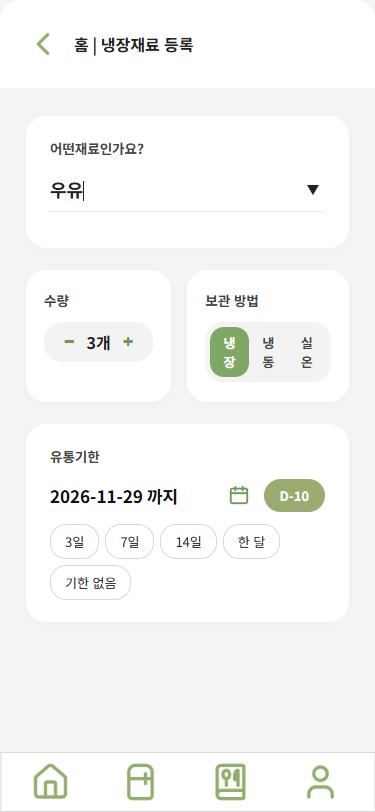 홈 | 냉장재료 등록
어떤재료인가요?
우유
수량
보관 방법
3개
냉장
냉동
실온
유통기한
2026-11-29 까지
D-10
3일
7일
14일
한 달
기한 없음